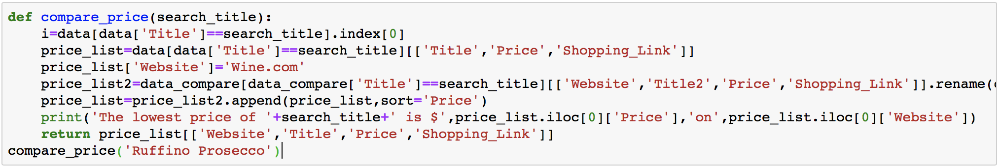 def compare_price(search_title):
    i=data[data['Title']==search_title].index[0]
    price_list=data[data['Title']==search_title][['Title','Price','Shopping_Link']]
    price_list['Website']='Wine.com'
    price_list2=data_compare[data_compare['Title']==search_title][['Website','Title2','Price','Shopping_Link']].rename(
    price_list=price_list2.append(price_list,sort='Price')
    print('The lowest price of '+search_title+' is $',price_list.iloc[0]['Price'],'on',price_list.iloc[0]['Website'])
    return price_list[['Website','Title','Price','Shopping_Link']]
compare_price('Ruffino Prosecco')